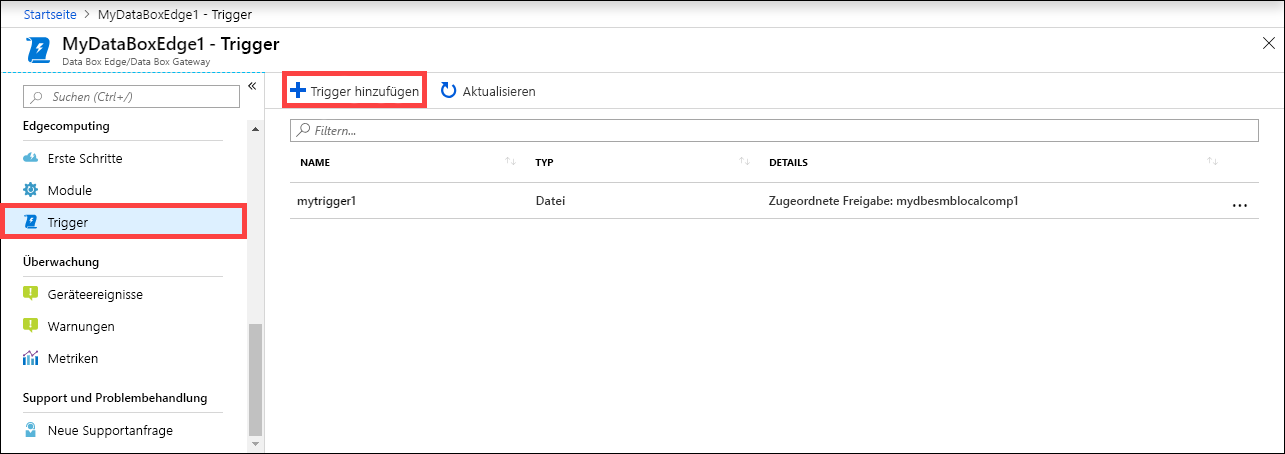 Startseite > MyDataBoxEdge1 - Trigger
MyDataBoxEdge1 - Trigger
Data Box Edge/Data Box Gateway
Suchen (Ctrl+/)
Edgecomputing
Erste Schritte
Module
Trigger
Überwachung
Geräteereignisse
Warnungen
Metriken
Support und Problembehandlung
Neue Supportanfrage
Trigger hinzufügen Aktualisieren
Filtern...
NAME TYP DETAILS
mytrigger1 Datei Zugeordnete Freigabe: mydbesmblocalcomp1 ...